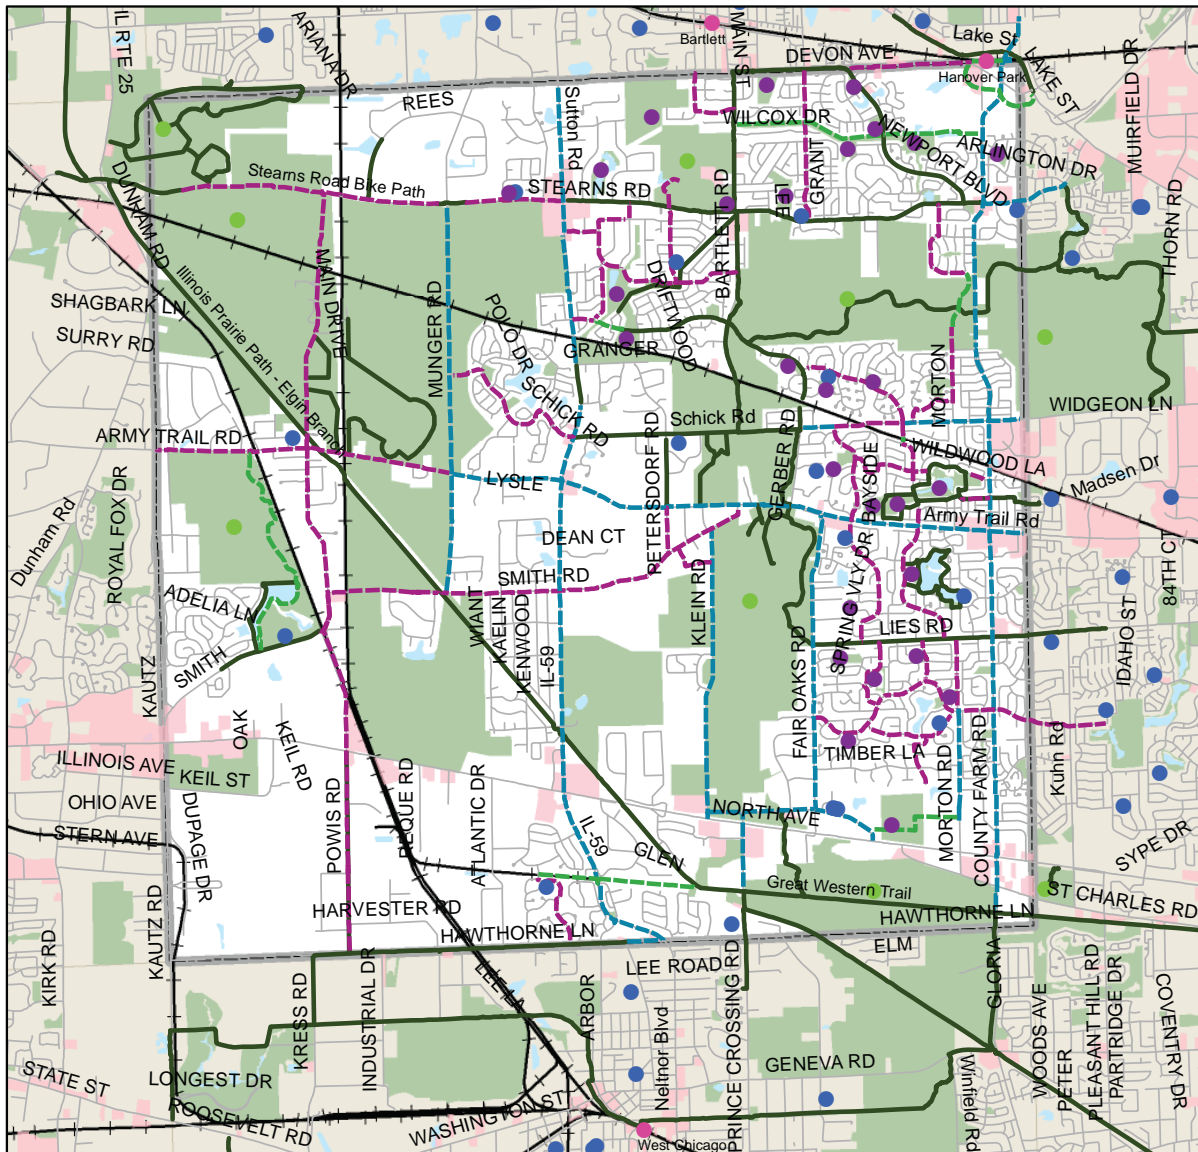 ILRTE 25
ARIANA DR
MAIN ST
Bartlett
DEVON AVE
Lake St
LAKE ST
Hanover Park
MUIRFIELD DR
REES
Sutton Rd
WILCOX DR
NEWPORT BLVD
ARLINGTON DR
Stearns Road Bike Path
STEARNS RD
LEE
GRANT
BARTLETT RD
DUNHAM RD
THORN RD
Illinois Prairie Path - Elgin Branch
MAIN DRTIVE
MUNGER RD
DRIFTWOOD
SHAGBARK LN
SURRY RD
POLO DR
GRANGER
SCHICK RD
Schick Rd
MORTON
WIDGEON LN
ARMY TRAIL RD
LYSLE
PETERSDORF RD
GERBER RD
BAYSIDE
WILDWOOD LA
Madsen Dr
ROYAL FOX DR
Dunham Rd
DEAN CT
Army Trail Rd
84TH CT
SMITH RD
ADELIA LN
SMITH
WIANT
KAELIN
KENWOOD
IL-59
KLEIN RD
SPRING VLY DR
LIES RD
IDAHO ST
KAUTZ
OAK
KEIL RD
FAIR OAKS RD
TIMBER LA
Kuhn Rd
ILLINOIS AVE
KEIL ST
OHIO AVE
STERN AVE
DUPAGE DR
POWIS RD
PEQUE RD
ATLANTIC DR
IL-59
GLEN
NORTH AVE
MORTON RD
COUNTY FARM RD
SYPE DR
Great Western Trail
ST CHARLES RD
HARVESTER RD
HAWTHORNE LN
HAWTHORNE LN
ELM
KAUTZ RD
KIRK RD
LEE ROAD
LEE LA
PRINCE CROSSING RD
GLORIA
KRESS RD
INDUSTRIAL DR
ARBOR
Neltnor Blvd
WOODS AVE
PETER
PLEASANT HILL RD
PARTRIDGE DR
COVENTRY DR
GENEVA RD
LONGEST DR
STATE ST
ROOSEVELT RD
WASHINGTON ST
West Chicago
Winfield Rd